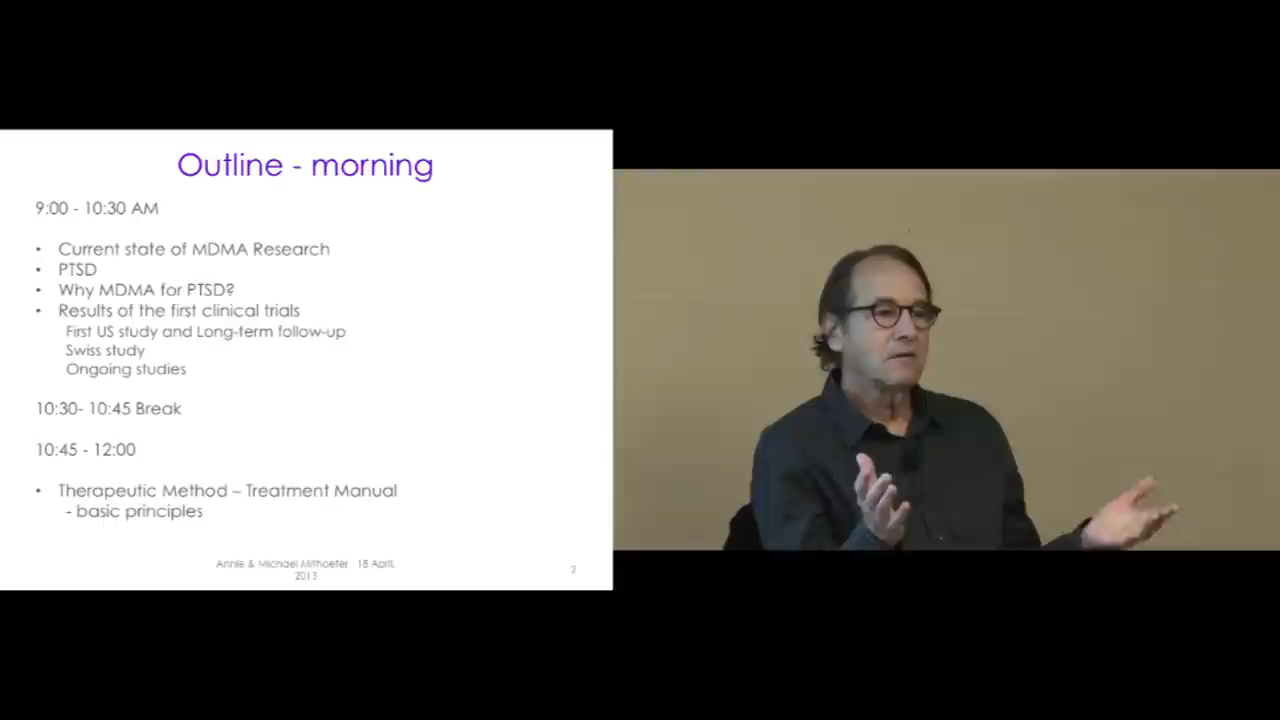 Outline - morning
9:00 - 10:30 AM
• Current state of MDMA Research
• PTSD
• Why MDMA for PTSD?
• Results of the first clinical trials
First US study and Long-term follow-up
Swiss study
Ongoing studies
10:30- 10:45 Break
10:45 - 12:00
• Therapeutic Method – Treatment Manual
- basic principles
Annie & Michael Mithoefer 18 April,
2013
2